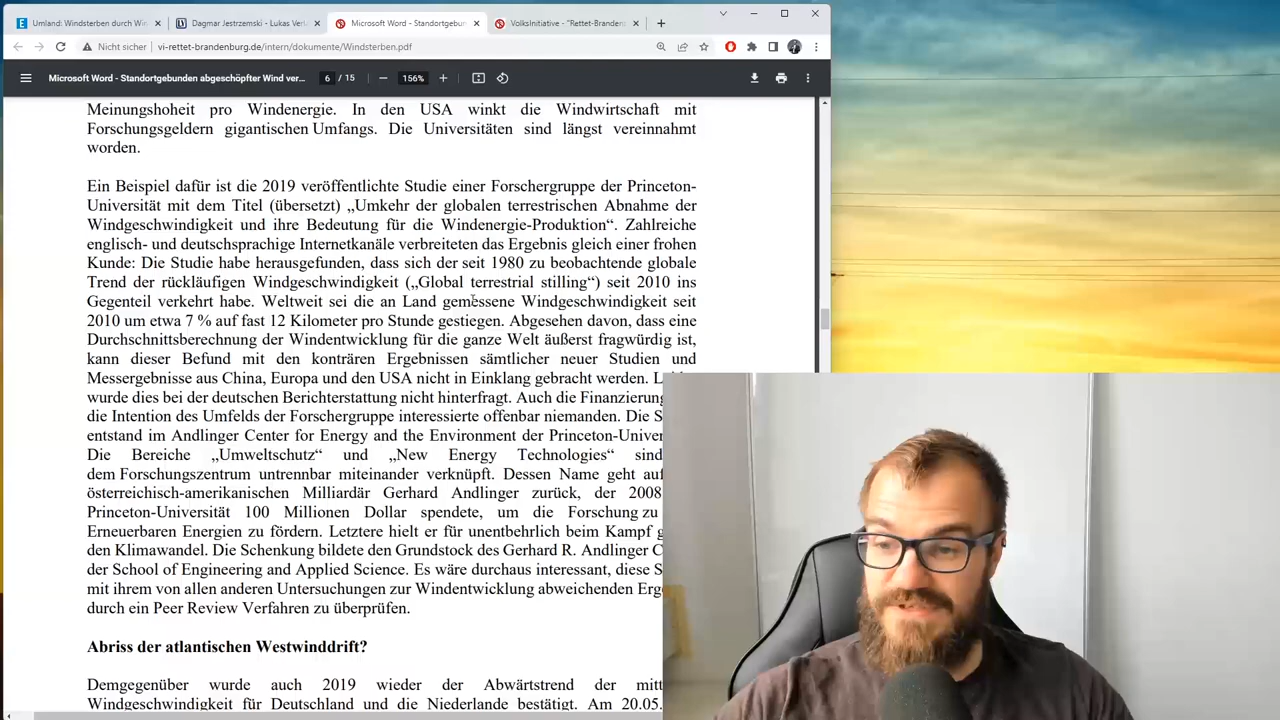 Umland: Windsterben durch Wi
Dagmar Jestrzemski - Lukas Verl
Microsoft Word - Standortgebun
VolksInitiative - "Rettet-Branden
Nicht sicher | vi-rettet-brandenburg.de/intern/dokumente/Windsterben.pdf
Microsoft Word - Standortgebunden abgeschöpfter Wind ver... 6 / 15 156%
Meinungshoheit pro Windenergie. In den USA winkt die Windwirtschaft mit
Forschungsgeldern gigantischen Umfangs. Die Universitäten sind längst vereinnahmt
worden.
Ein Beispiel dafür ist die 2019 veröffentlichte Studie einer Forschergruppe der Princeton-
Universität mit dem Titel (übersetzt) „Umkehr der globalen terrestrischen Abnahme der
Windgeschwindigkeit und ihre Bedeutung für die Windenergie-Produktion“. Zahlreiche
englisch- und deutschsprachige Internetkanäle verbreiteten das Ergebnis gleich einer frohen
Kunde: Die Studie habe herausgefunden, dass sich der seit 1980 zu beobachtende globale
Trend der rückläufigen Windgeschwindigkeit („Global terrestrial stilling“) seit 2010 ins
Gegenteil verkehrt habe. Weltweit sei die an Land gemessene Windgeschwindigkeit seit
2010 um etwa 7 % auf fast 12 Kilometer pro Stunde gestiegen. Abgesehen davon, dass eine
Durchschnittsberechnung der Windentwicklung für die ganze Welt äußerst fragwürdig ist,
kann dieser Befund mit den konträren Ergebnissen sämtlicher neuer Studien und
Messergebnisse aus China, Europa und den USA nicht in Einklang gebracht werden.
wurde dies bei der deutschen Berichterstattung nicht hinterfragt. Auch die Finanzierung
die Intention des Umfelds der Forschergruppe interessierte offenbar niemanden. Die S
entstand im Andlinger Center for Energy and the Environment der Princeton-Univer
Die Bereiche „Umweltschutz“ und „New Energy Technologies“ sind
dem Forschungszentrum untrennbar miteinander verknüpft. Dessen Name geht auf
österreichisch-amerikanischen Milliardär Gerhard Andlinger zurück, der 2008
Princeton-Universität 100 Millionen Dollar spendete, um die Forschung zu
Erneuerbaren Energien zu fördern. Letztere hielt er für unentbehrlich beim Kampf g
den Klimawandel. Die Schenkung bildete den Grundstock des Gerhard R. Andlinger C
der School of Engineering and Applied Science. Es wäre durchaus interessant, diese S
mit ihrem von allen anderen Untersuchungen zur Windentwicklung abweichenden Erg
durch ein Peer Review Verfahren zu überprüfen.
Abriss der atlantischen Westwinddrift?
Demgegenüber wurde auch 2019 wieder der Abwärtstrend der mitt
Windgeschwindigkeit für Deutschland und die Niederlande bestätigt. Am 20.05.